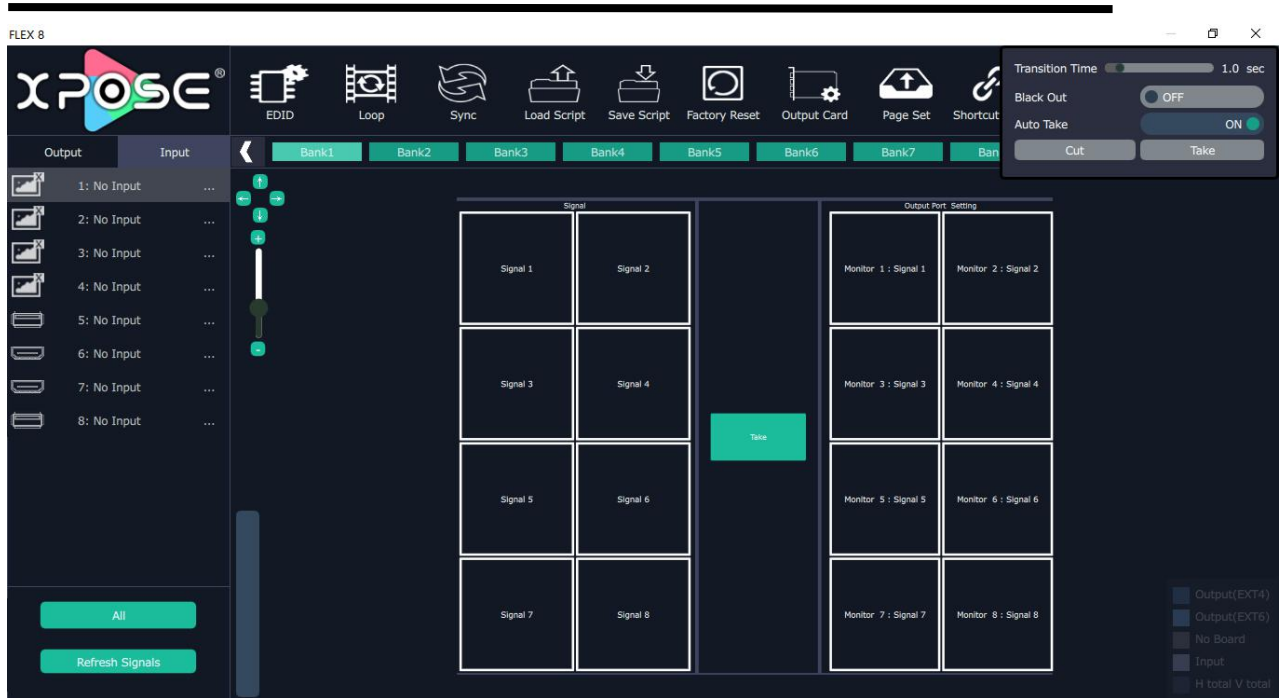 FLEX 8
XPOSE®
EDID
Loop
Sync
Load Script
Save Script
Factory Reset
Output Card
Page Set
Shortcut
Transition Time 1.0 sec
Black Out OFF
Auto Take ON
Cut Take
Output Input
Bank1 Bank2 Bank3 Bank4 Bank5 Bank6 Bank7 Ban
1: No Input ...
2: No Input ...
3: No Input ...
4: No Input ...
5: No Input ...
6: No Input ...
7: No Input ...
8: No Input ...
All
Refresh Signals
+
-
Signal
Signal 1 Signal 2
Signal 3 Signal 4
Signal 5 Signal 6
Signal 7 Signal 8
Take
Output Port Setting
Monitor 1 : Signal 1 Monitor 2 : Signal 2
Monitor 3 : Signal 3 Monitor 4 : Signal 4
Monitor 5 : Signal 5 Monitor 6 : Signal 6
Monitor 7 : Signal 7 Monitor 8 : Signal 8
Output(EXT4)
Output(EXT6)
No Board
Input
H total V total